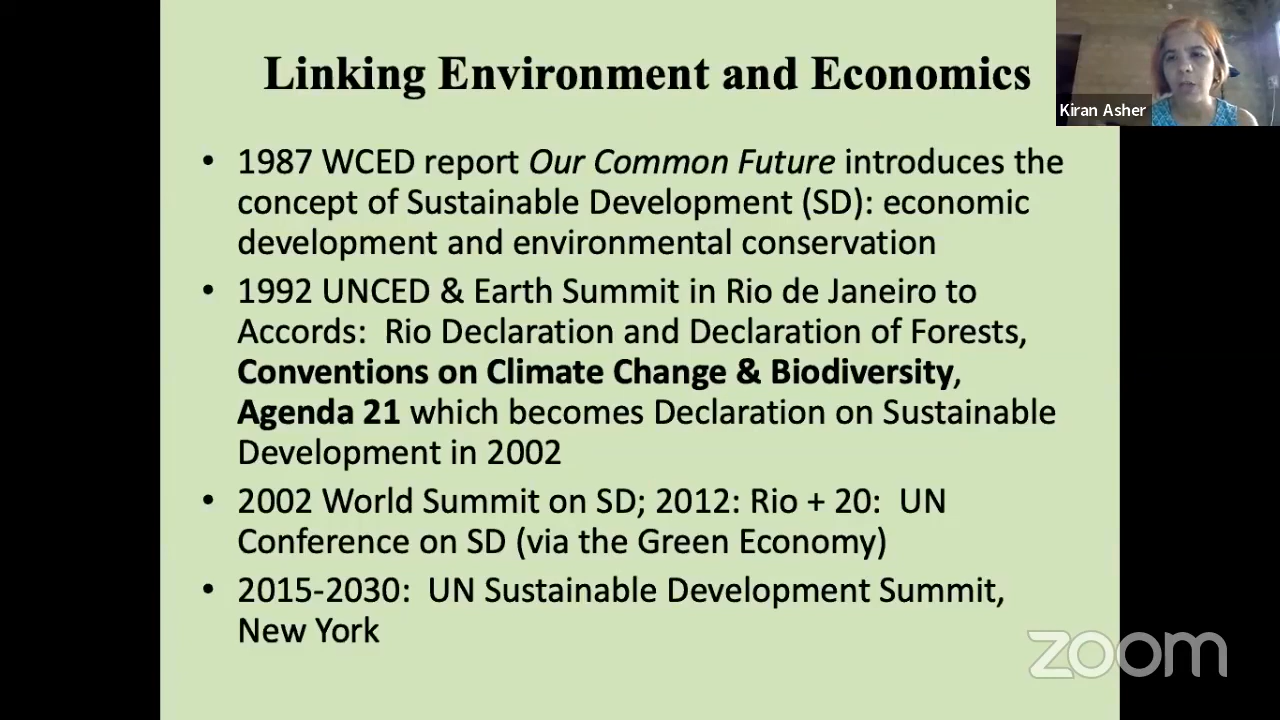 Linking Environment and Economics
Kiran Asher
• 1987 WCED report Our Common Future introduces the
concept of Sustainable Development (SD): economic
development and environmental conservation
• 1992 UNCED & Earth Summit in Rio de Janeiro to
Accords:  Rio Declaration and Declaration of Forests,
Conventions on Climate Change & Biodiversity,
Agenda 21 which becomes Declaration on Sustainable
Development in 2002
• 2002 World Summit on SD; 2012: Rio + 20:  UN
Conference on SD (via the Green Economy)
• 2015-2030:  UN Sustainable Development Summit,
New York
zoom